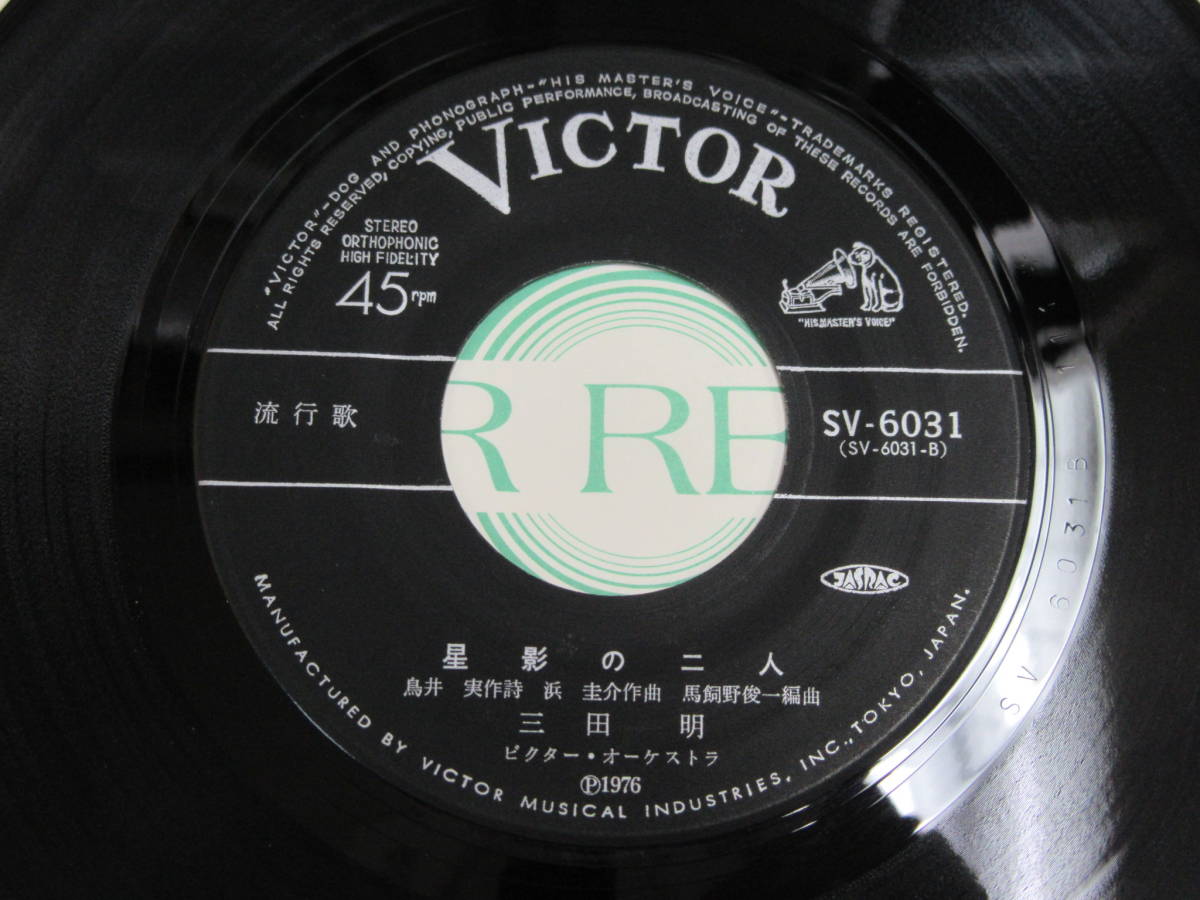 "VICTOR"-DOG AND PHONOGRAPH-"HIS MASTER'S VOICE"-TRADEMARKS REGISTERED.
ALL RIGHTS RESERVED, COPYING, PUBLIC PERFORMANCE, BROADCASTING OF THESE RECORDS ARE FORBIDDEN.
VICTOR
STEREO
ORTHOPHONIC
HIGH FIDELITY
45rpm
"HIS MASTER'S VOICE"
流行歌
R RE
SV-6031
(SV-6031-B)
JASRAC
星影の二人
鳥井 実作詩 浜 圭介作曲 馬飼野俊一編曲
三田 明
ビクター・オーケストラ
Ⓟ1976
MANUFACTURED BY VICTOR MUSICAL INDUSTRIES, INC., TOKYO, JAPAN.
SV 6031B